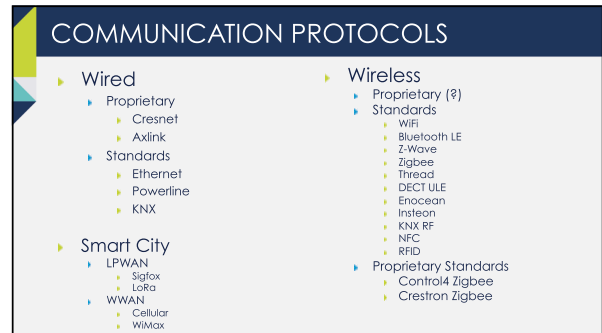 COMMUNICATION PROTOCOLS
Wired
Proprietary
Cresnet
Axlink
Standards
Ethernet
Powerline
KNX
Smart City
LPWAN
Sigfox
LoRa
WWAN
Cellular
WiMax
Wireless
Proprietary (?)
Standards
WiFi
Bluetooth LE
Z-Wave
Zigbee
Thread
DECT ULE
Enocean
Insteon
KNX RF
NFC
RFID
Proprietary Standards
Control4 Zigbee
Crestron Zigbee